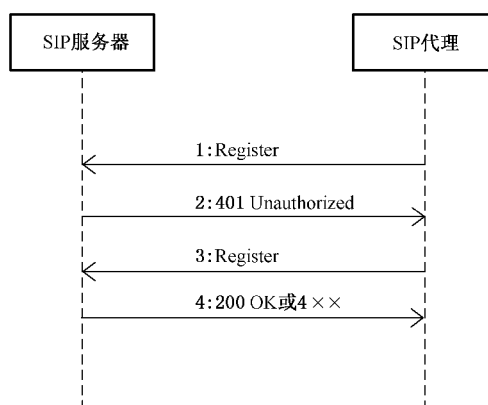 SIP服务器
SIP代理
1:Register
2:401 Unauthorized
3:Register
4:200 OK或4××